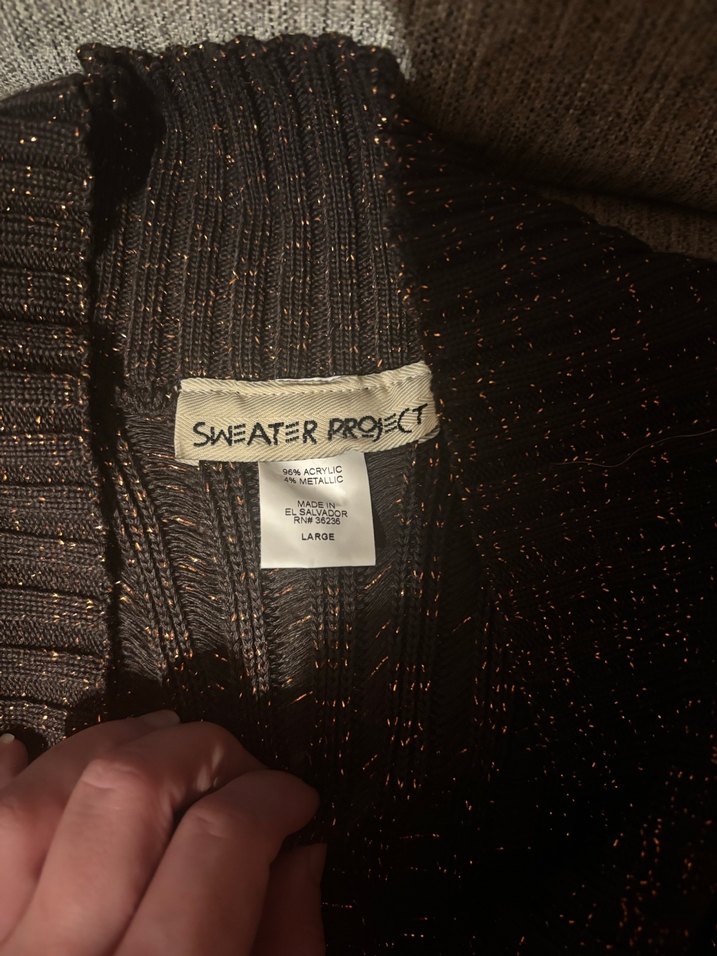 SWEATER PROJECT
96% ACRYLIC
4% METALLIC
MADE IN
EL SALVADOR
RN# 36236
LARGE